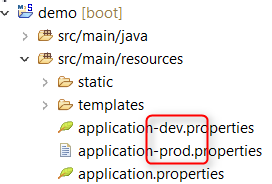 demo [boot]
src/main/java
src/main/resources
static
templates
application-dev.properties
application-prod.properties
application.properties